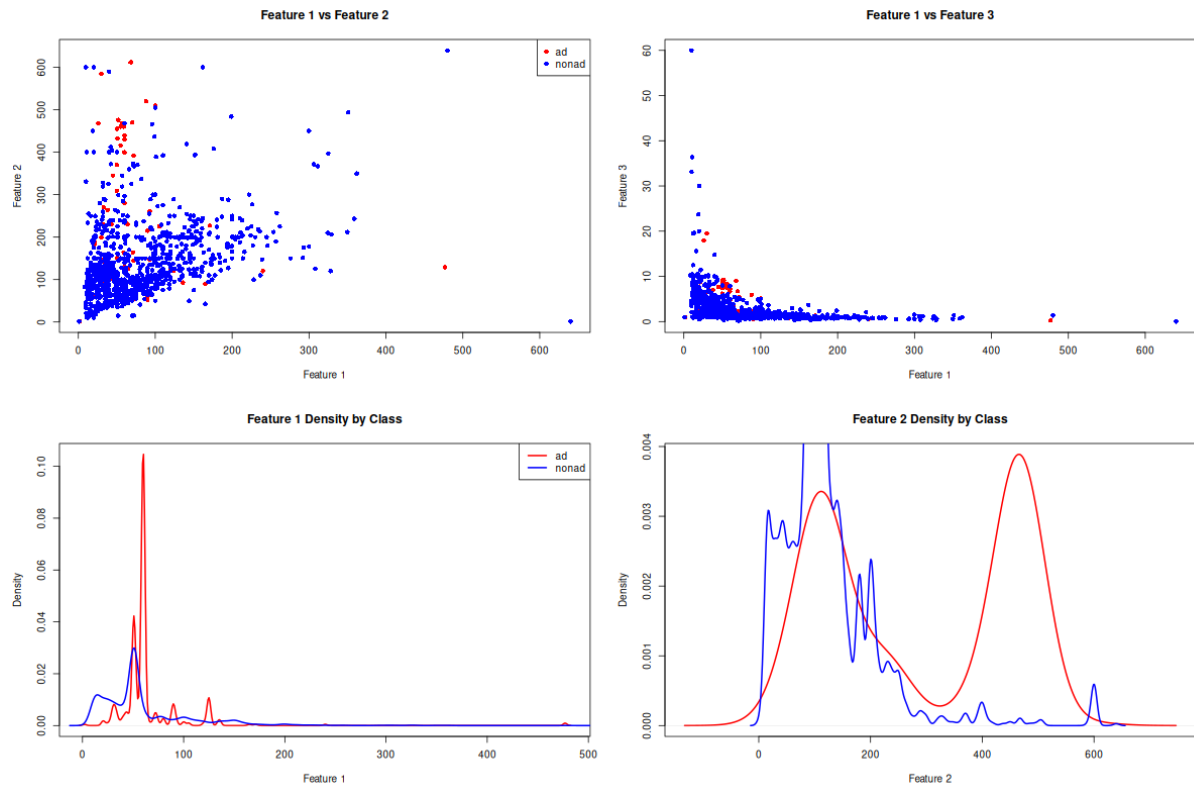 Feature 1 vs Feature 2
Feature 2
0 100 200 300 400 500 600
ad
nonad
0 100 200 300 400 500 600
Feature 1
Feature 1 vs Feature 3
Feature 3
0 10 20 30 40 50 60
0 100 200 300 400 500 600
Feature 1
Feature 1 Density by Class
Density
0.00 0.02 0.04 0.06 0.08 0.10
ad
nonad
0 100 200 300 400 500
Feature 1
Feature 2 Density by Class
Density
0.000 0.001 0.002 0.003 0.004
0 200 400 600
Feature 2